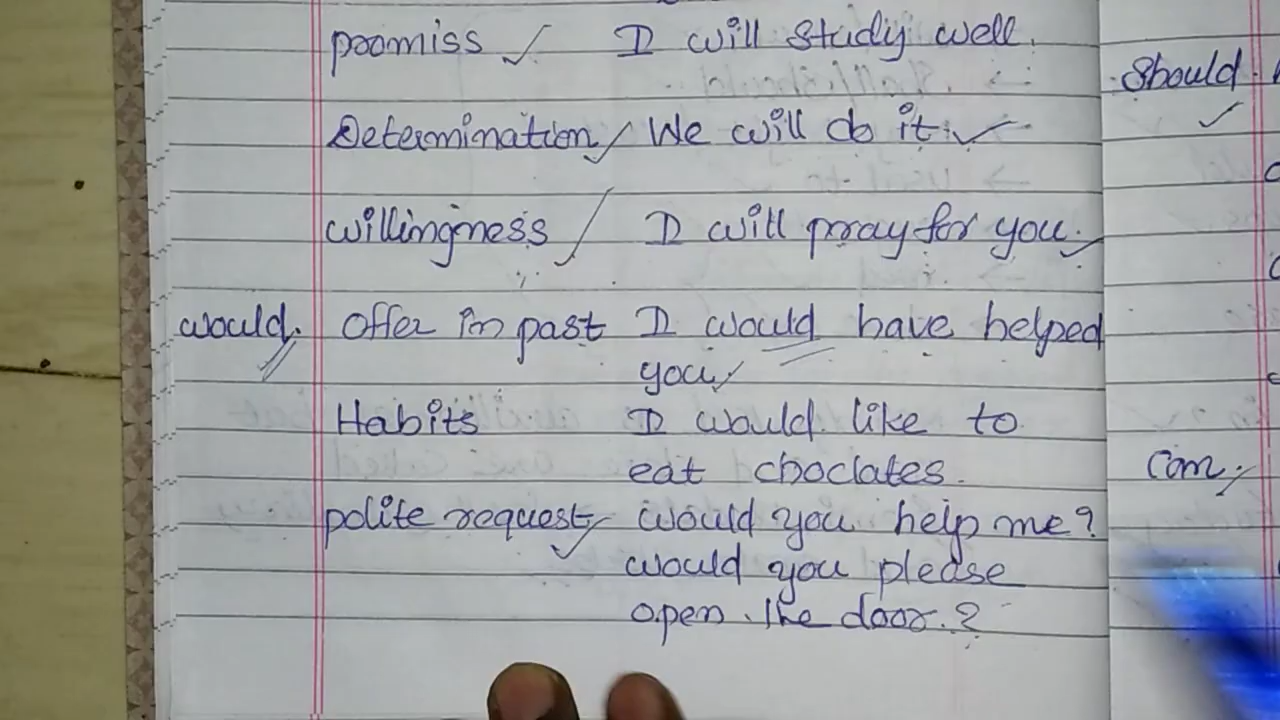 promiss I will study well.
Determination We will do it.
willingness I will pray for you.
would. Offer in past I would have helped
you
Habits I would like to
eat choclates.
polite request would you help me?
would you please
open the door.?
Should
Can